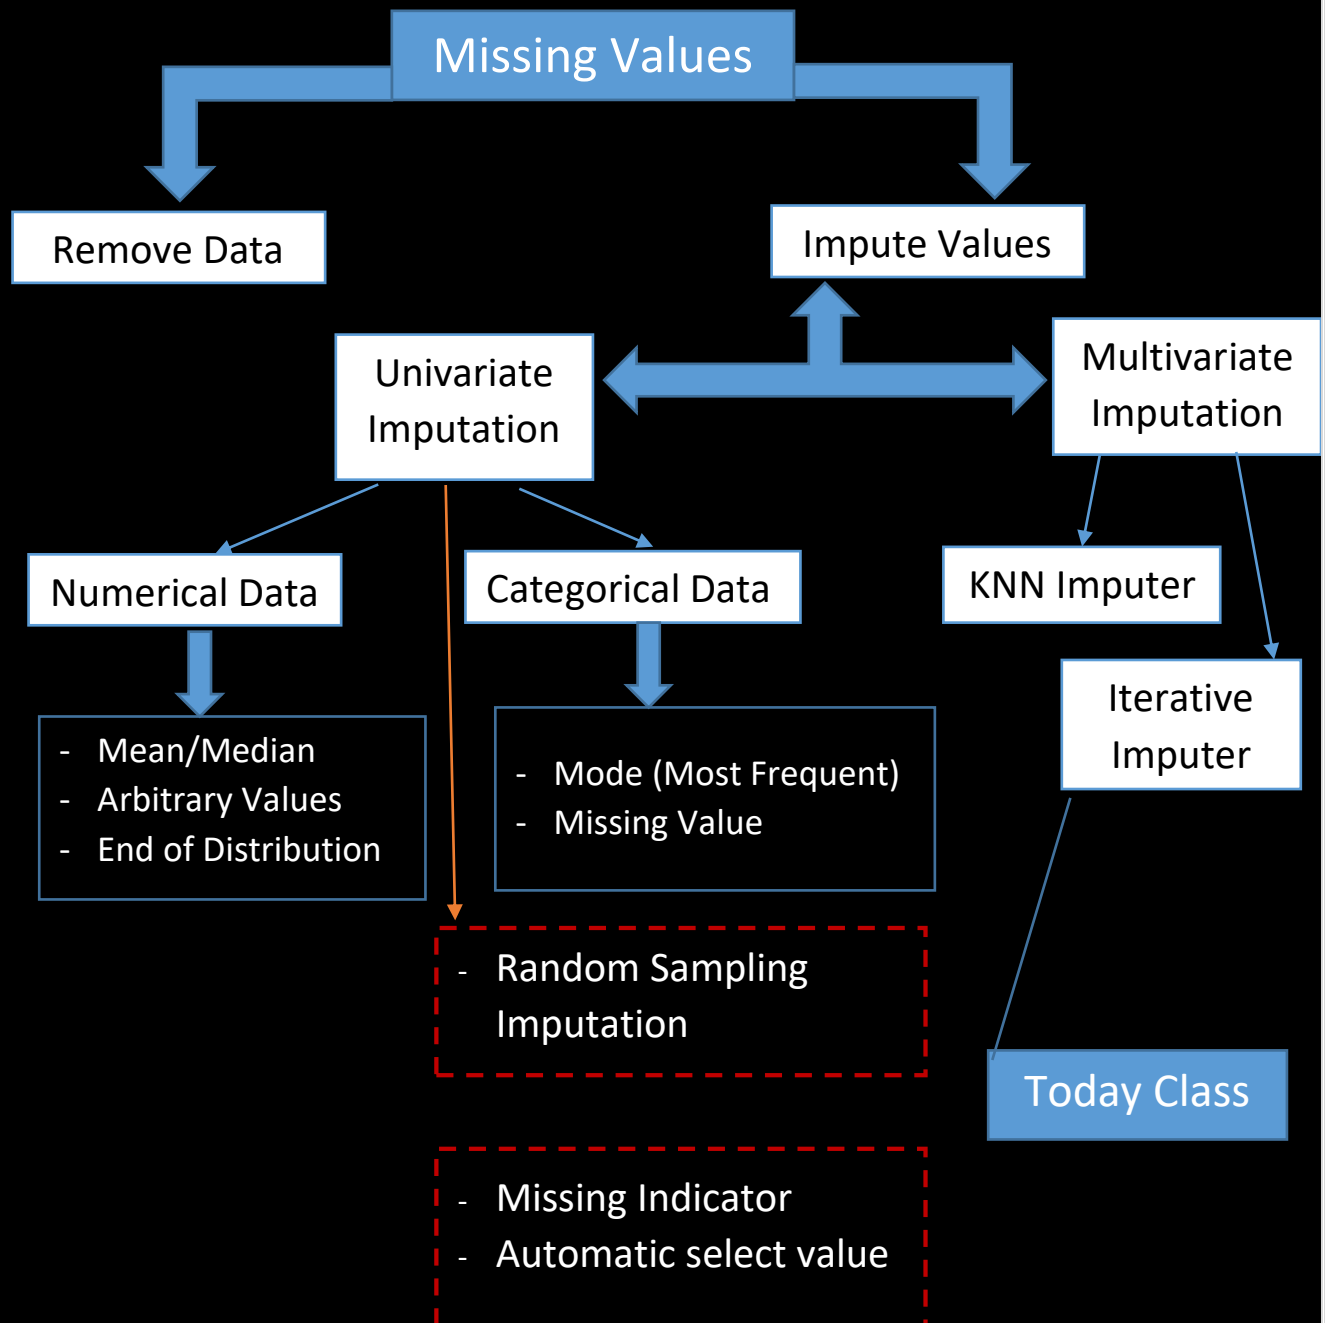 Missing Values
Remove Data
Impute Values
Univariate
Imputation
Multivariate
Imputation
Numerical Data
Categorical Data
KNN Imputer
Iterative
Imputer
- Mean/Median
- Arbitrary Values
- End of Distribution
- Mode (Most Frequent)
- Missing Value
- Random Sampling
Imputation
Today Class
- Missing Indicator
- Automatic select value